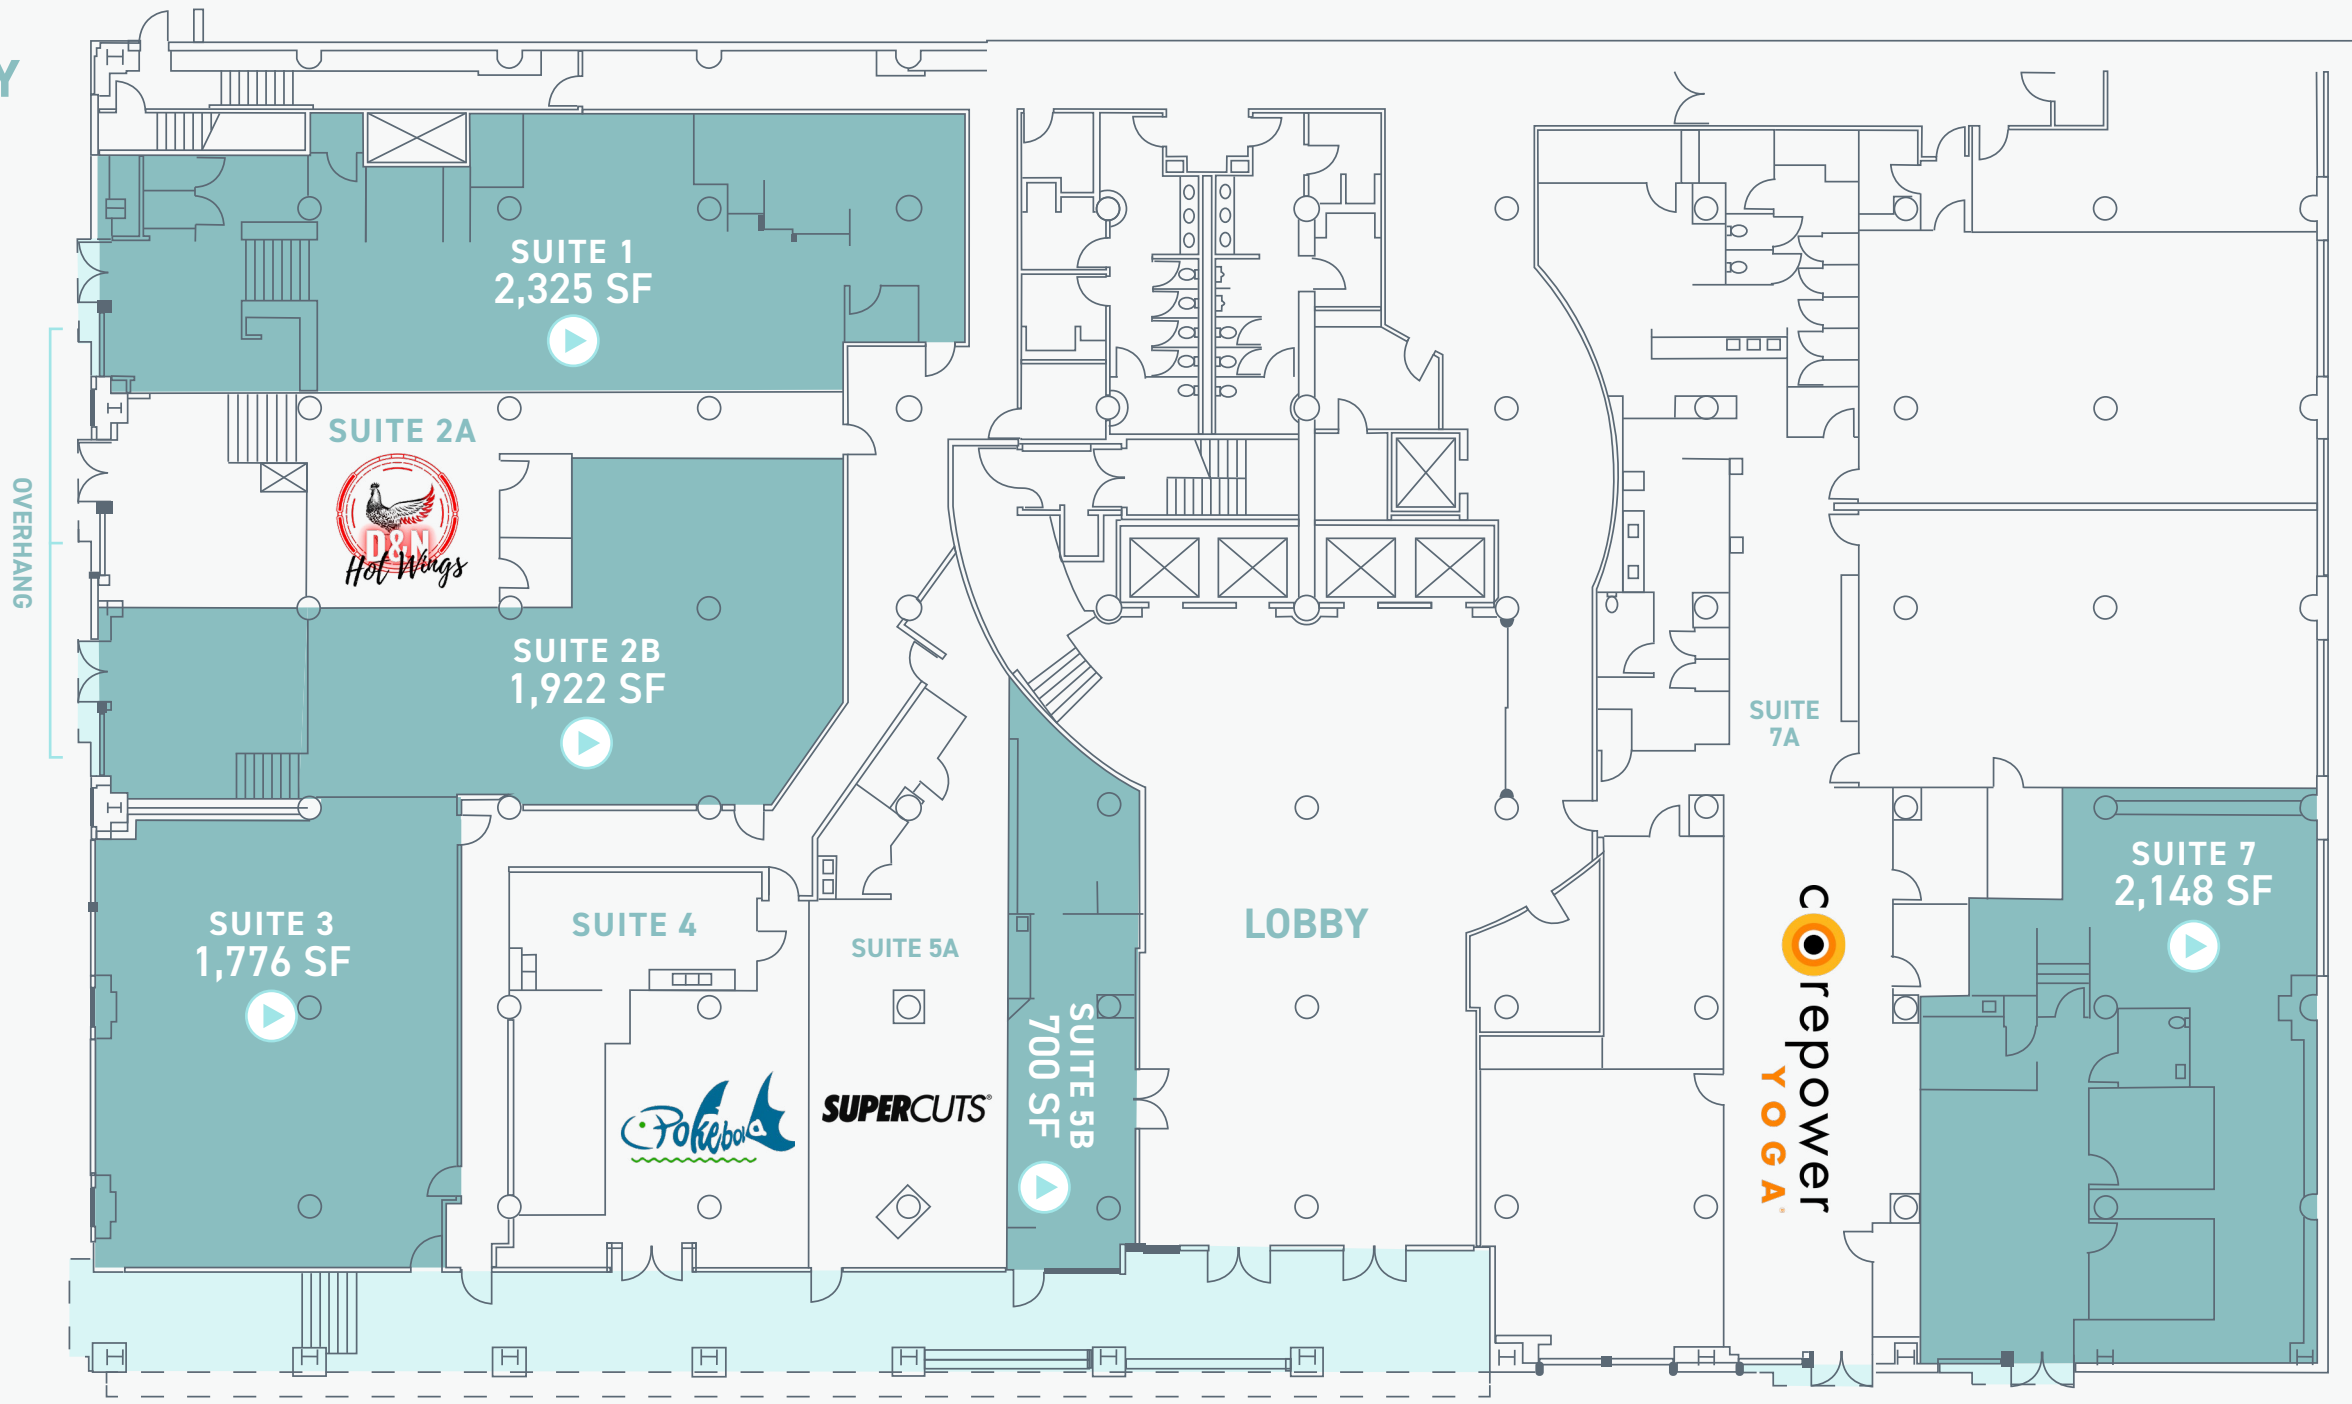 Y
SUITE 1
2,325 SF
SUITE 2A
D&N
Hot Wings
OVERHANG
SUITE 2B
1,922 SF
SUITE 3
1,776 SF
SUITE 4
Pokebola
SUITE 5A
SUPERCUTS®
SUITE 5B
700 SF
LOBBY
SUITE
7A
corepower
YOGA
SUITE 7
2,148 SF